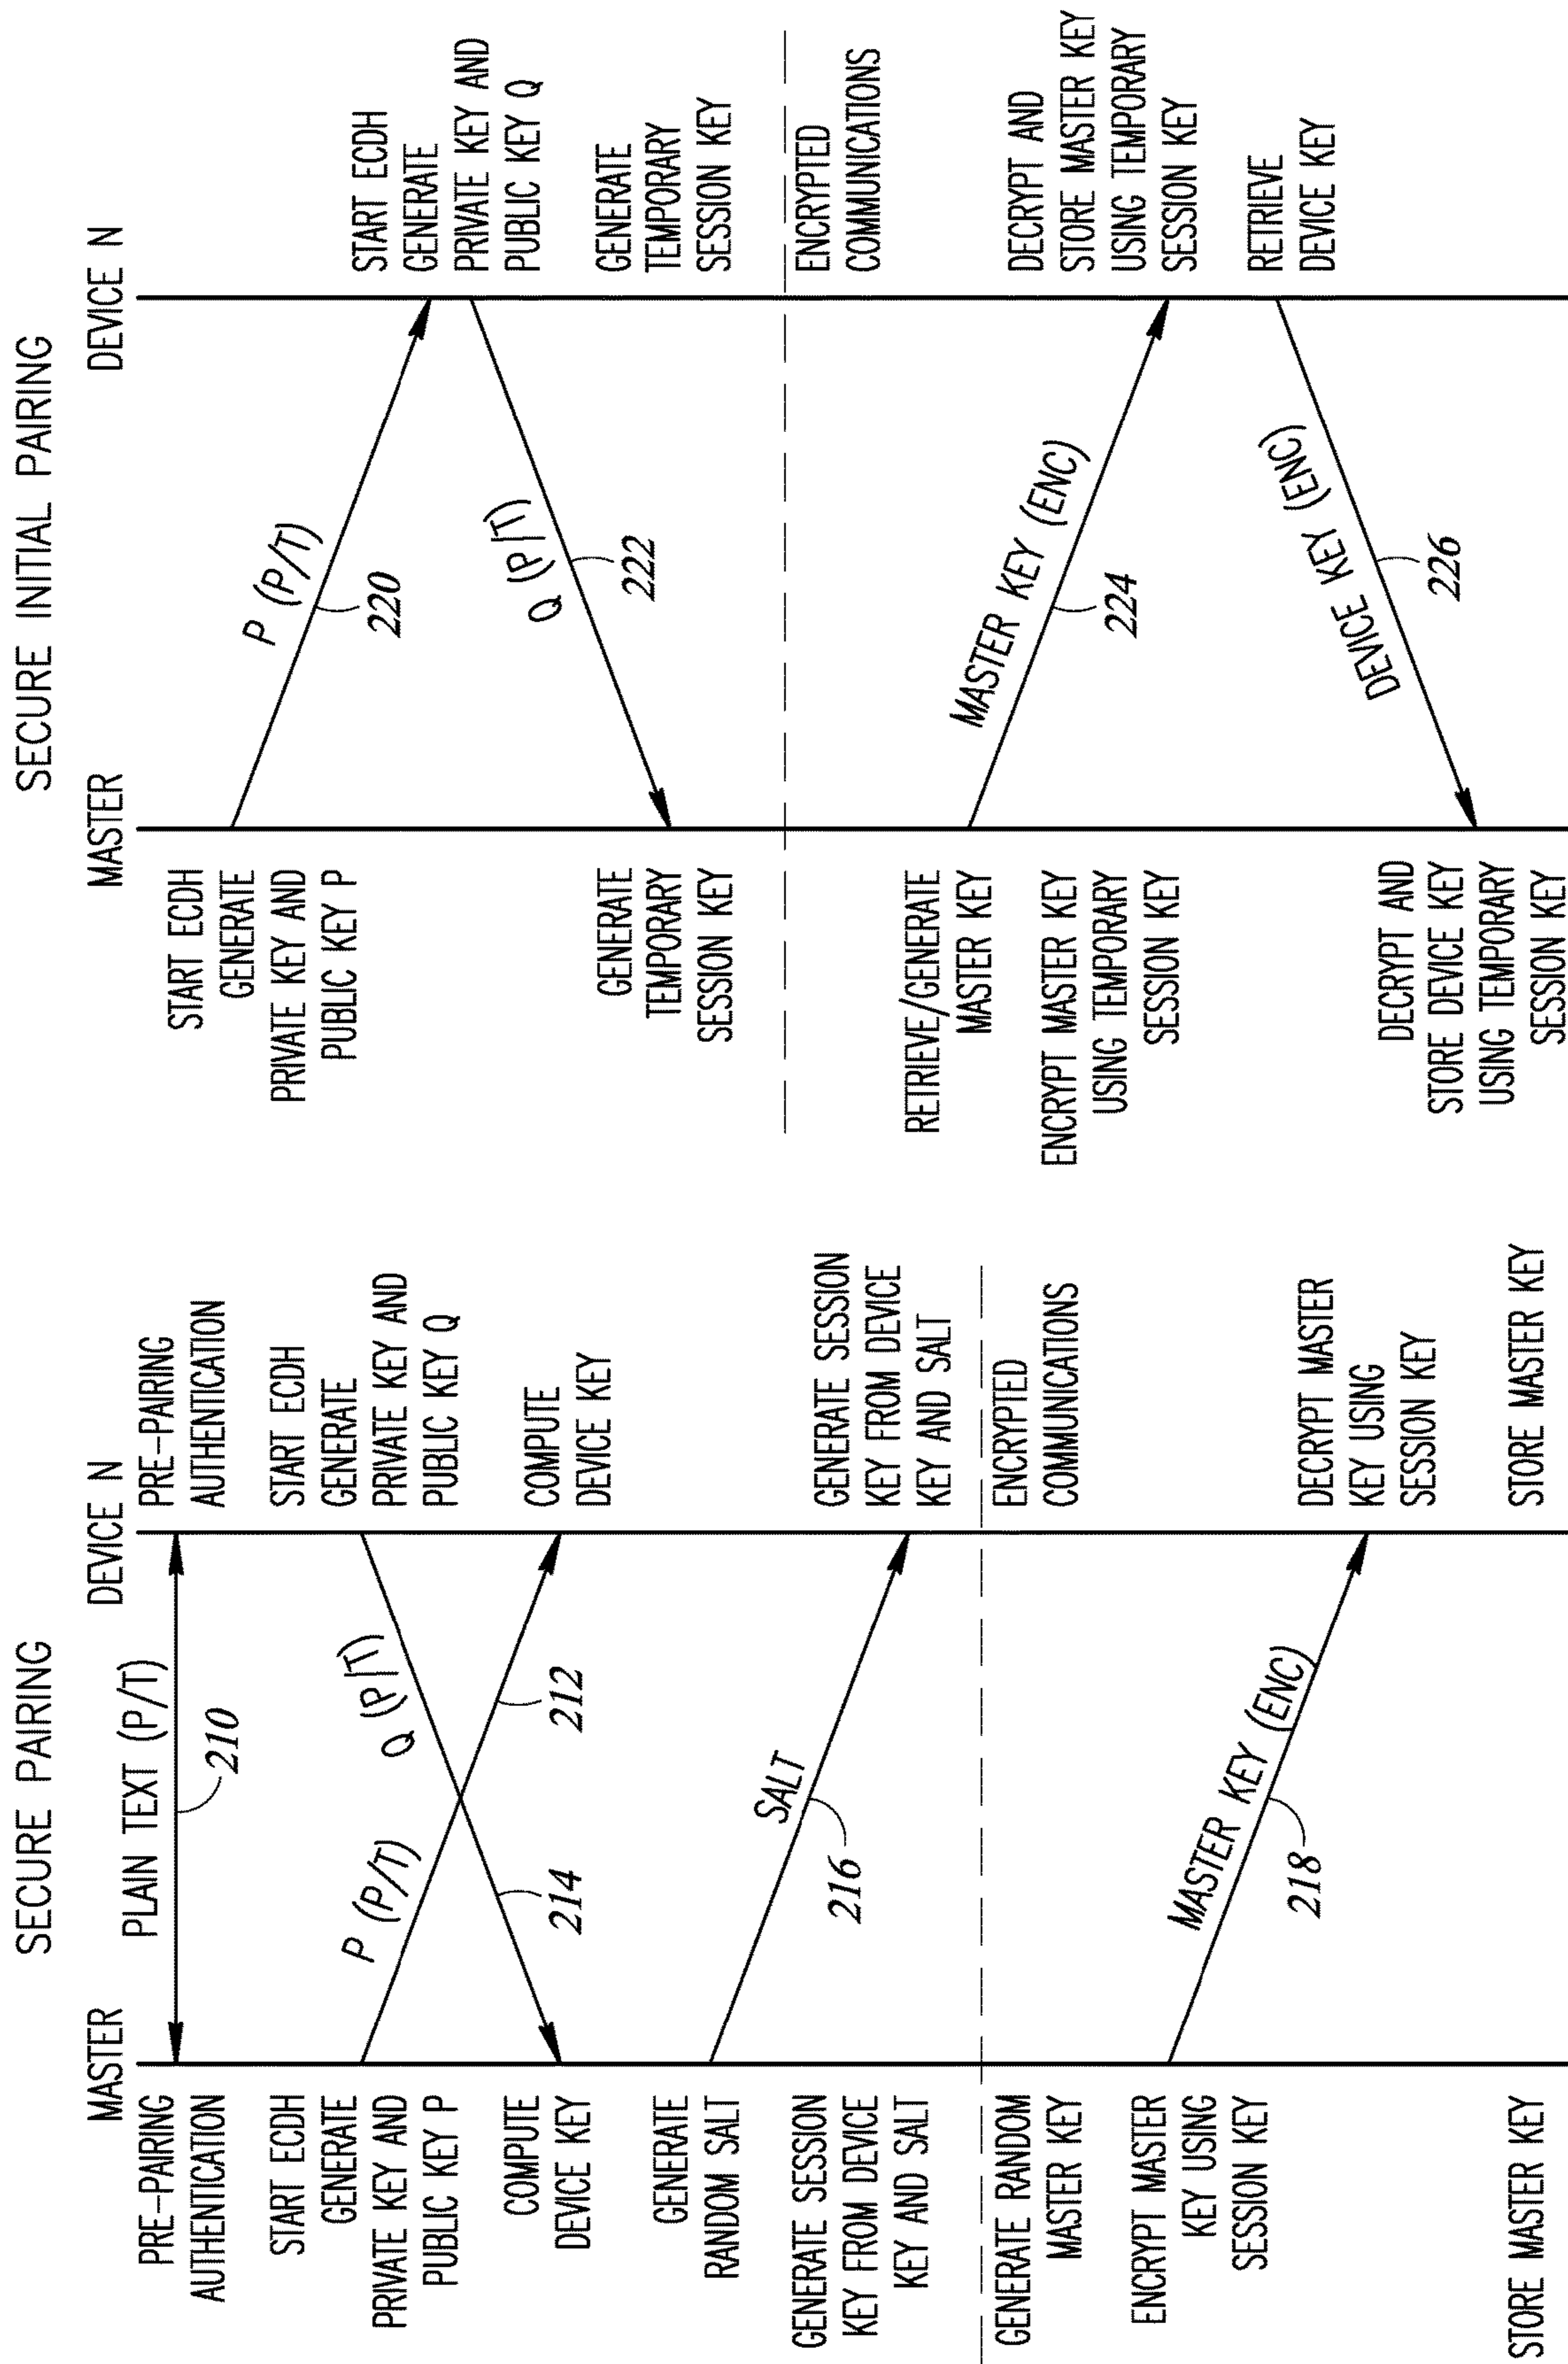 SECURE PAIRING
MASTER
DEVICE N
PLAIN TEXT (P/T)
210
PRE-PAIRING
AUTHENTICATION
PRE-PAIRING
AUTHENTICATION
START ECDH
GENERATE
PRIVATE KEY AND
PUBLIC KEY P
START ECDH
GENERATE
PRIVATE KEY AND
PUBLIC KEY Q
P (P/T)
Q (P/T)
214
212
COMPUTE
DEVICE KEY
COMPUTE
DEVICE KEY
GENERATE
RANDOM SALT
SALT
216
GENERATE SESSION
KEY FROM DEVICE
KEY AND SALT
GENERATE SESSION
KEY FROM DEVICE
KEY AND SALT
GENERATE RANDOM
MASTER KEY
ENCRYPTED
COMMUNICATIONS
ENCRYPT MASTER
KEY USING
SESSION KEY
MASTER KEY (ENC)
218
DECRYPT MASTER
KEY USING
SESSION KEY
STORE MASTER KEY
STORE MASTER KEY
SECURE INITIAL PAIRING
MASTER
DEVICE N
START ECDH
GENERATE
PRIVATE KEY AND
PUBLIC KEY P
P (P/T)
220
START ECDH
GENERATE
PRIVATE KEY AND
PUBLIC KEY Q
Q (P/T)
222
GENERATE
TEMPORARY
SESSION KEY
GENERATE
TEMPORARY
SESSION KEY
ENCRYPTED
COMMUNICATIONS
RETRIEVE/GENERATE
MASTER KEY
ENCRYPT MASTER KEY
USING TEMPORARY
SESSION KEY
MASTER KEY (ENC)
224
DECRYPT AND
STORE MASTER KEY
USING TEMPORARY
SESSION KEY
RETRIEVE
DEVICE KEY
DEVICE KEY (ENC)
226
DECRYPT AND
STORE DEVICE KEY
USING TEMPORARY
SESSION KEY